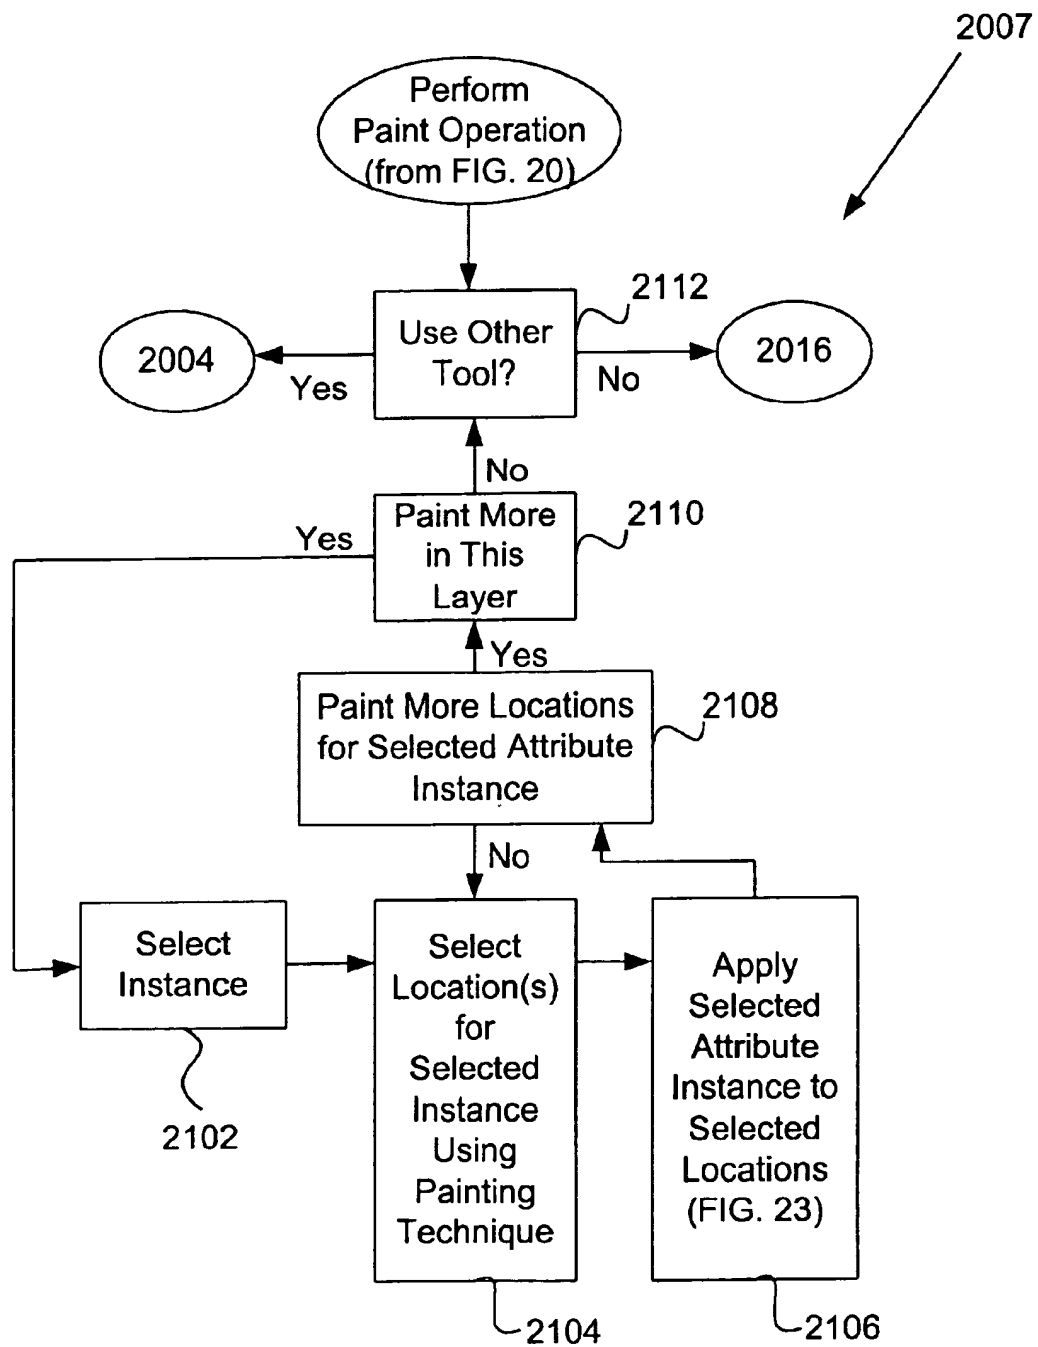 2007
Perform
Paint Operation
(from FIG. 20)
2112
Use Other
Tool?
2004
Yes
No
2016
No
Paint More
in This
Layer
2110
Yes
Yes
Paint More Locations
for Selected Attribute
Instance
2108
No
Select
Instance
2102
Select
Location(s)
for
Selected
Instance
Using
Painting
Technique
2104
Apply
Selected
Attribute
Instance to
Selected
Locations
(FIG. 23)
2106